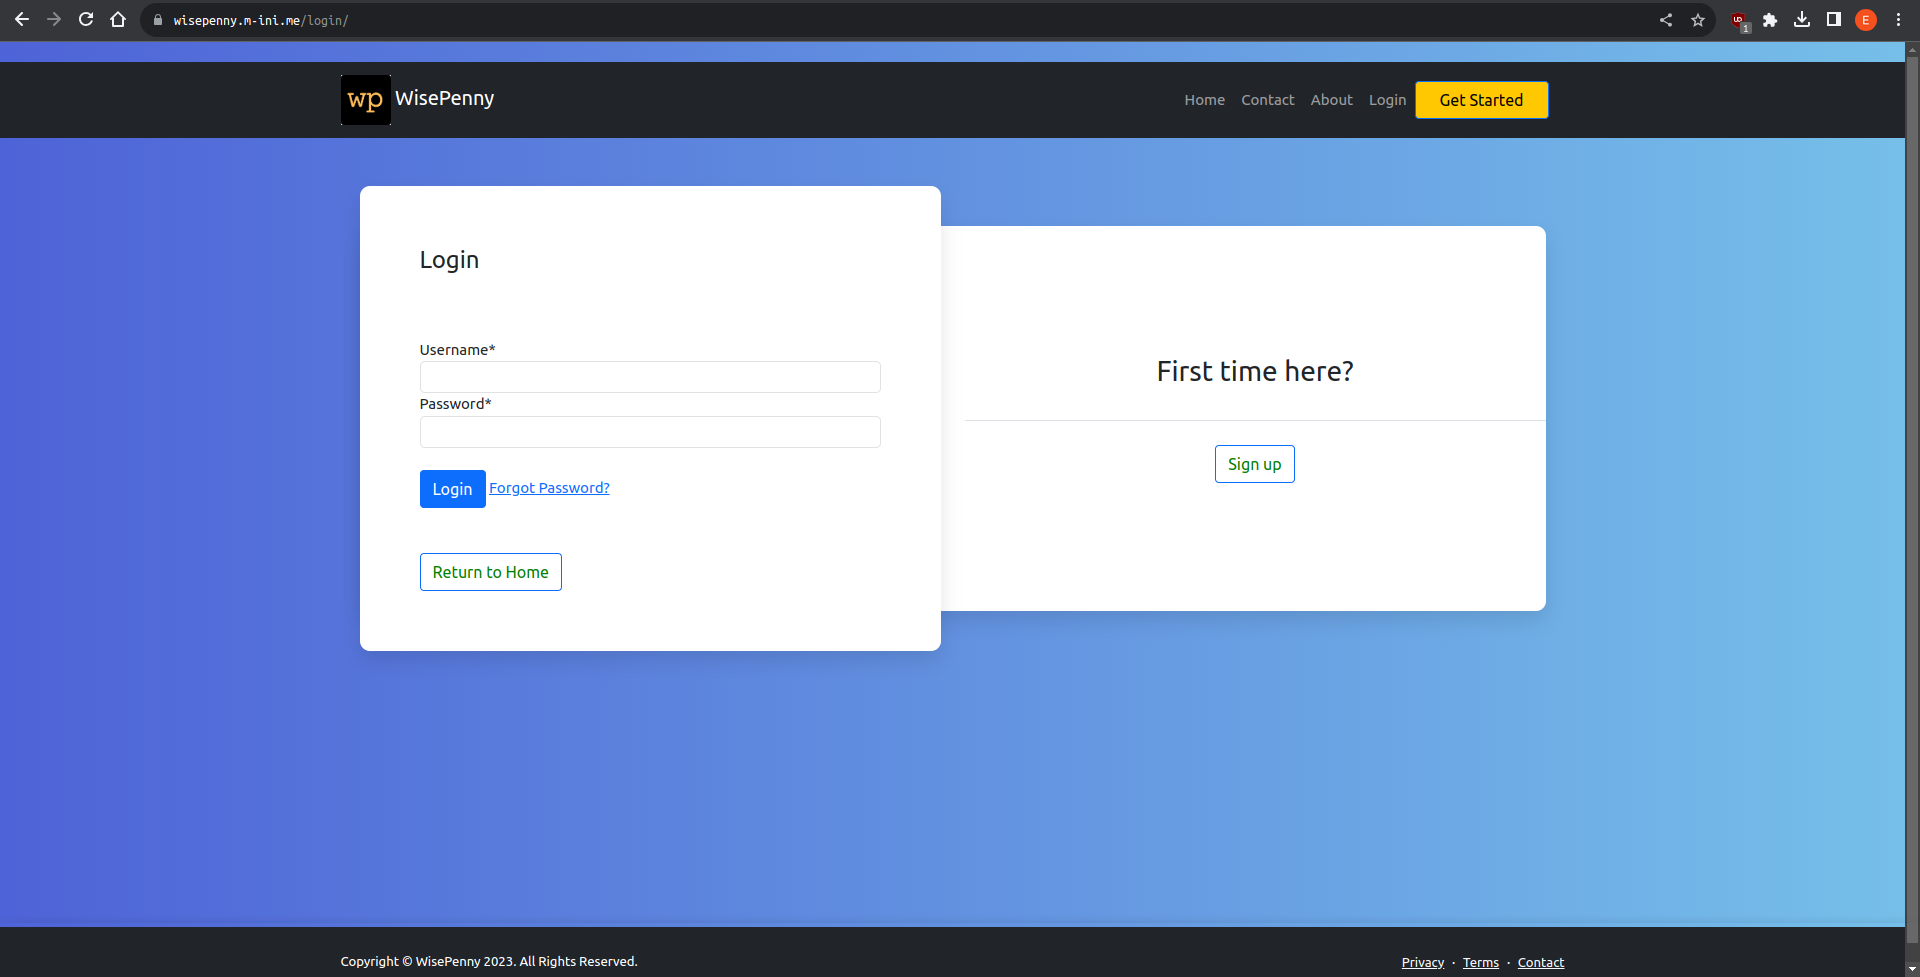 wisepenny.m-ini.me/login/
1
E
wp WisePenny
Home Contact About Login Get Started
Login
Username*
Password*
Login Forgot Password?
Return to Home
First time here?
Sign up
Copyright © WisePenny 2023. All Rights Reserved.
Privacy · Terms · Contact